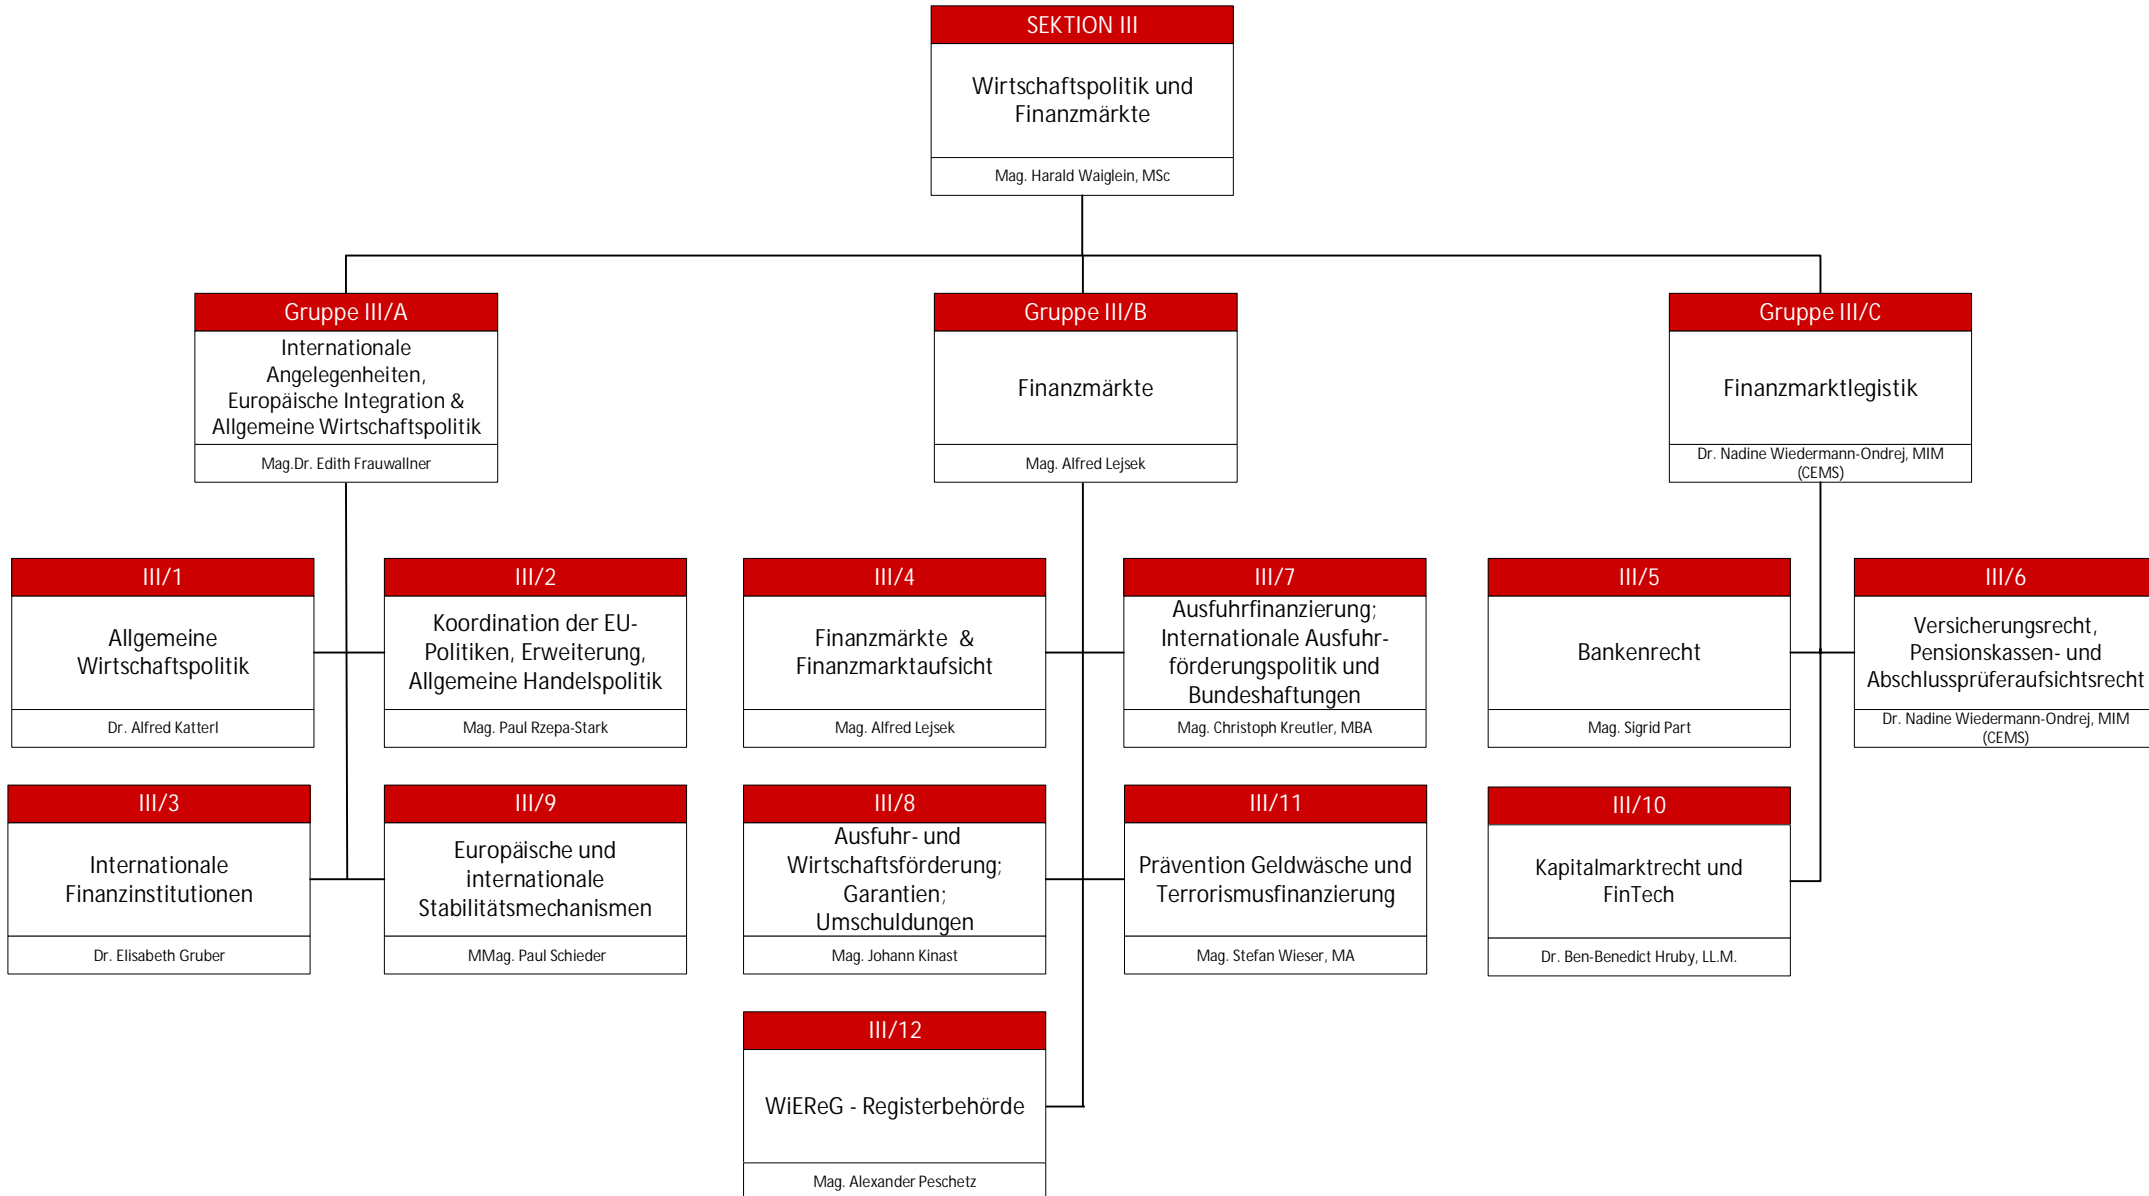 SEKTION III
Wirtschaftspolitik und
Finanzmärkte
Mag. Harald Waiglein, MSc
Gruppe III/A
Internationale
Angelegenheiten,
Europäische Integration &
Allgemeine Wirtschaftspolitik
Mag.Dr. Edith Frauwallner
Gruppe III/B
Finanzmärkte
Mag. Alfred Lejsek
Gruppe III/C
Finanzmarktlegistik
Dr. Nadine Wiedermann-Ondrej, MIM
(CEMS)
III/1
Allgemeine
Wirtschaftspolitik
Dr. Alfred Katterl
III/2
Koordination der EU-
Politiken, Erweiterung,
Allgemeine Handelspolitik
Mag. Paul Rzepa-Stark
III/4
Finanzmärkte &
Finanzmarktaufsicht
Mag. Alfred Lejsek
III/7
Ausfuhrfinanzierung;
Internationale Ausfuhr-
förderungspolitik und
Bundeshaftungen
Mag. Christoph Kreutler, MBA
III/5
Bankenrecht
Mag. Sigrid Part
III/6
Versicherungsrecht,
Pensionskassen- und
Abschlussprüferaufsichtsrecht
Dr. Nadine Wiedermann-Ondrej, MIM
(CEMS)
III/3
Internationale
Finanzinstitutionen
Dr. Elisabeth Gruber
III/9
Europäische und
internationale
Stabilitätsmechanismen
MMag. Paul Schieder
III/8
Ausfuhr- und
Wirtschaftsförderung;
Garantien;
Umschuldungen
Mag. Johann Kinast
III/11
Prävention Geldwäsche und
Terrorismusfinanzierung
Mag. Stefan Wieser, MA
III/10
Kapitalmarktrecht und
FinTech
Dr. Ben-Benedict Hruby, LL.M.
III/12
WiEReG - Registerbehörde
Mag. Alexander Peschetz